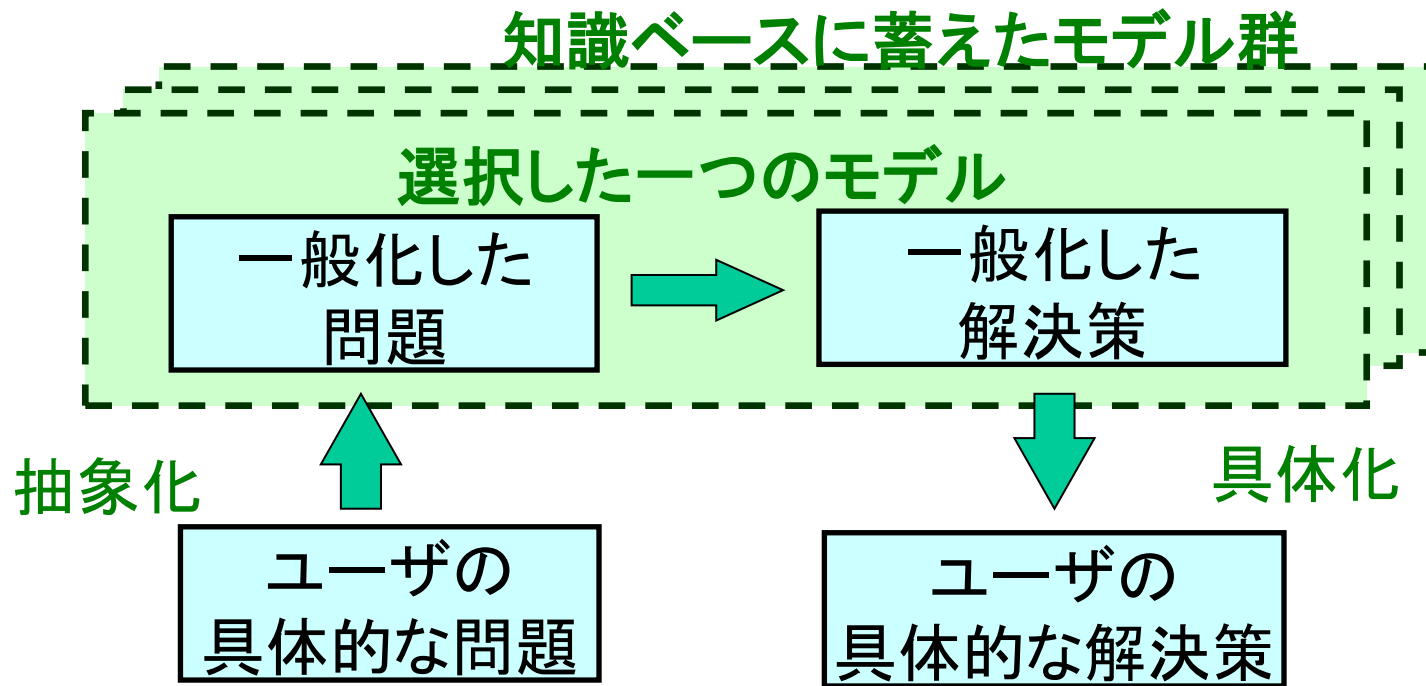 知識ベースに蓄えたモデル群
選択した一つのモデル
一般化した
問題
一般化した
解決策
抽象化
具体化
ユーザの
具体的な問題
ユーザの
具体的な解決策